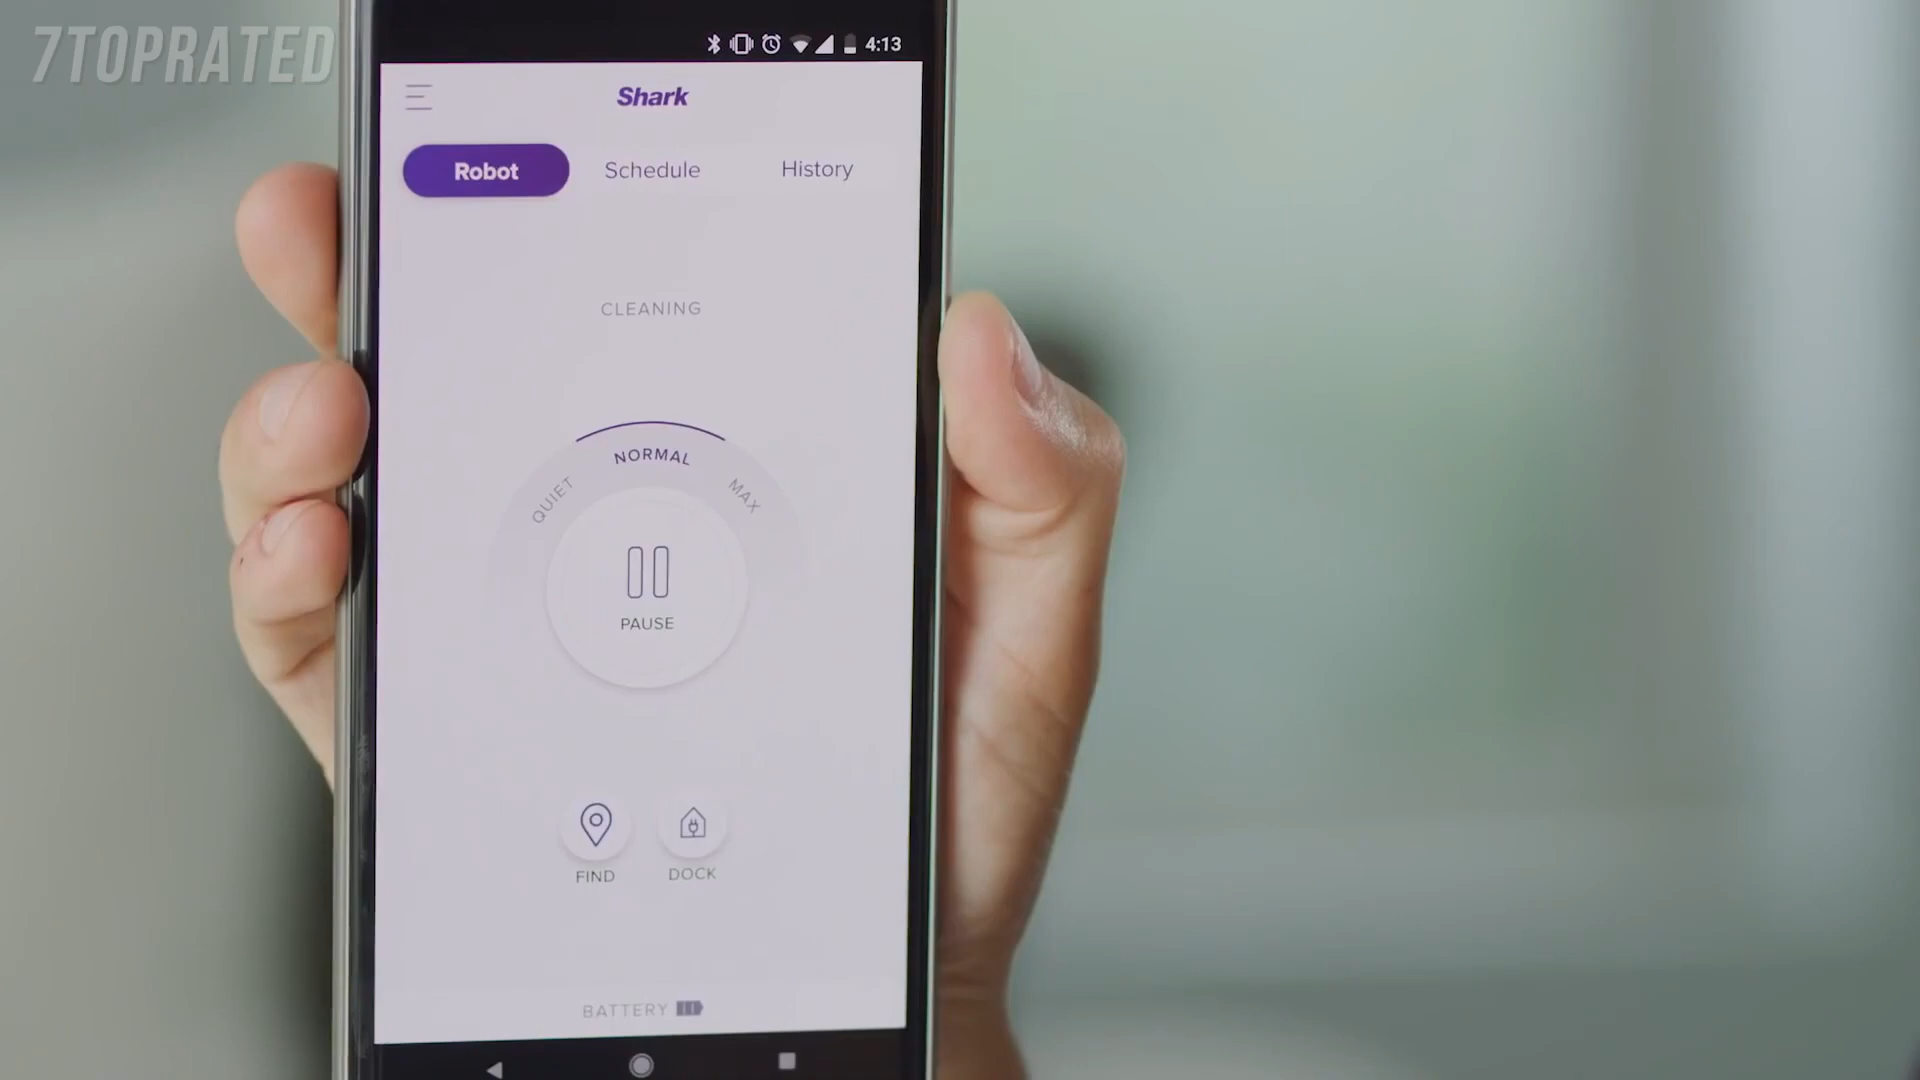 7TOPRATED
4:13
Shark
Robot Schedule History
CLEANING
QUIET NORMAL MAX
PAUSE
FIND DOCK
BATTERY